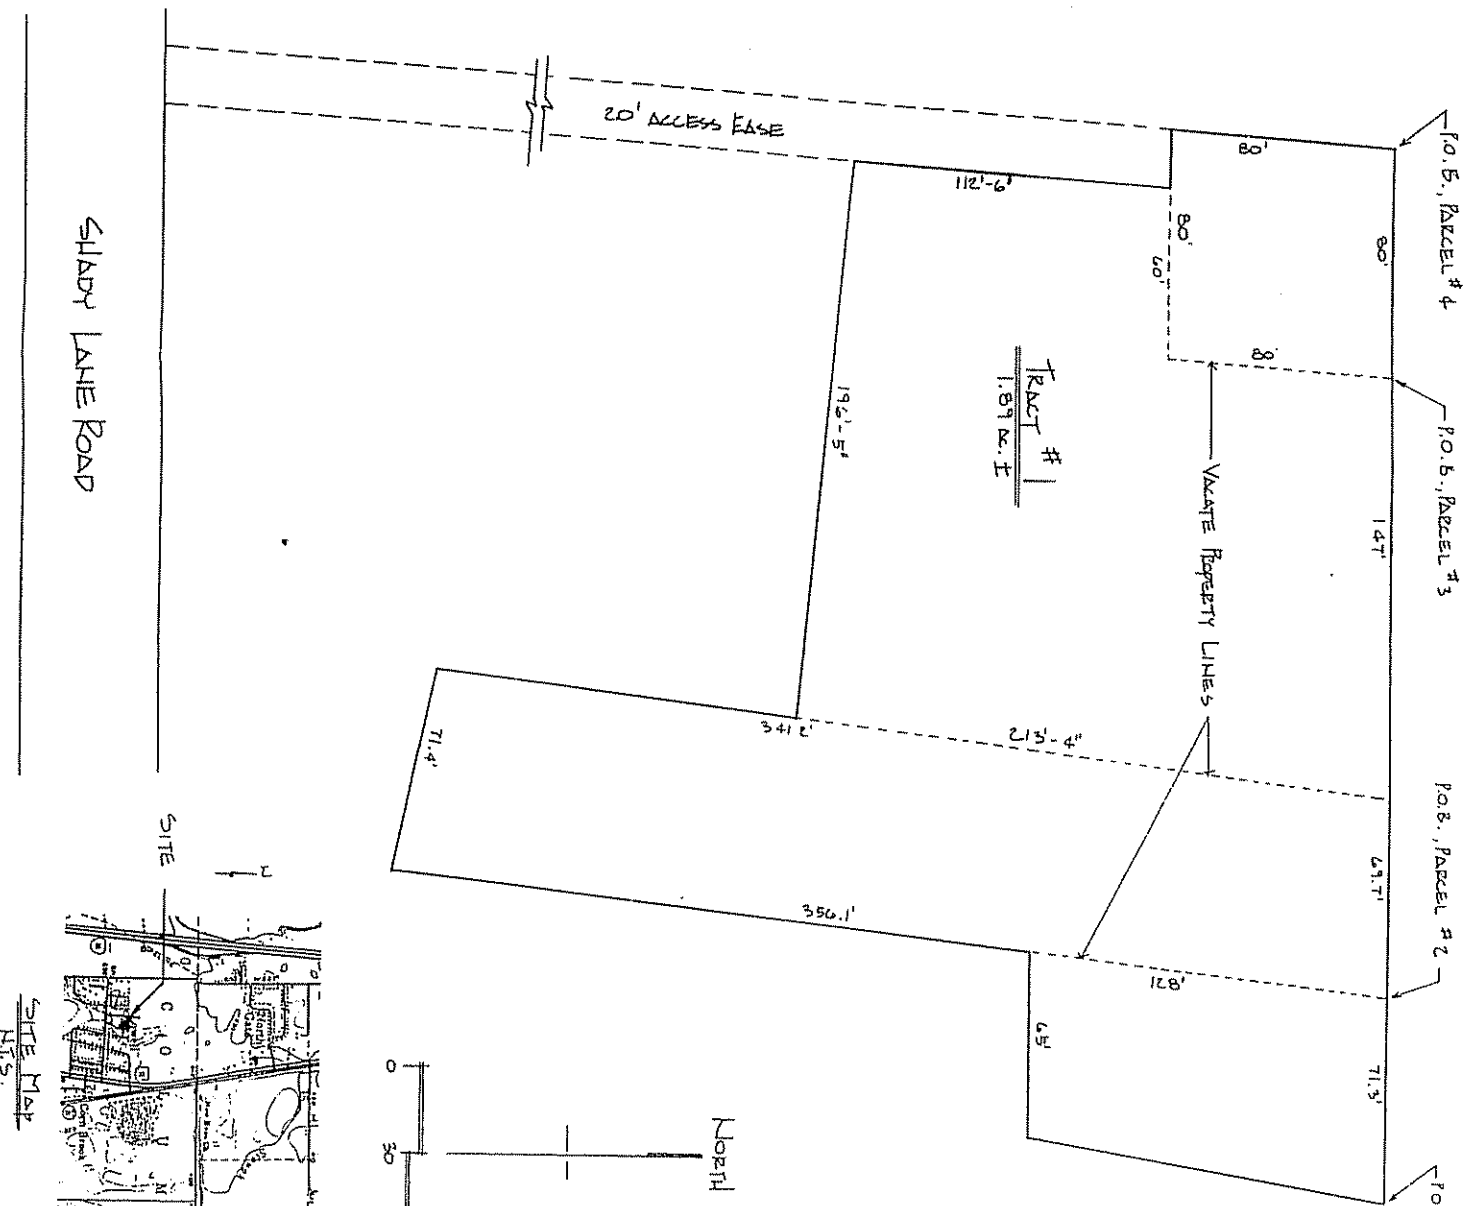 20' ACCESS EASE
80'
P.O.B., PARCEL #4
80'
112'-6"
80'
60'
80'
P.O.B., PARCEL #3
TRACT #1
1.89 AC. ±
196'-5"
147'
VACATE PROPERTY LINES
SHADY LANE ROAD
341.2'
213'-4"
71.4'
P.O.B., PARCEL #2
69.7'
356.1'
128'
65'
71.3'
PO
SITE
SITE MAP
N.T.S.
0
30
NORTH